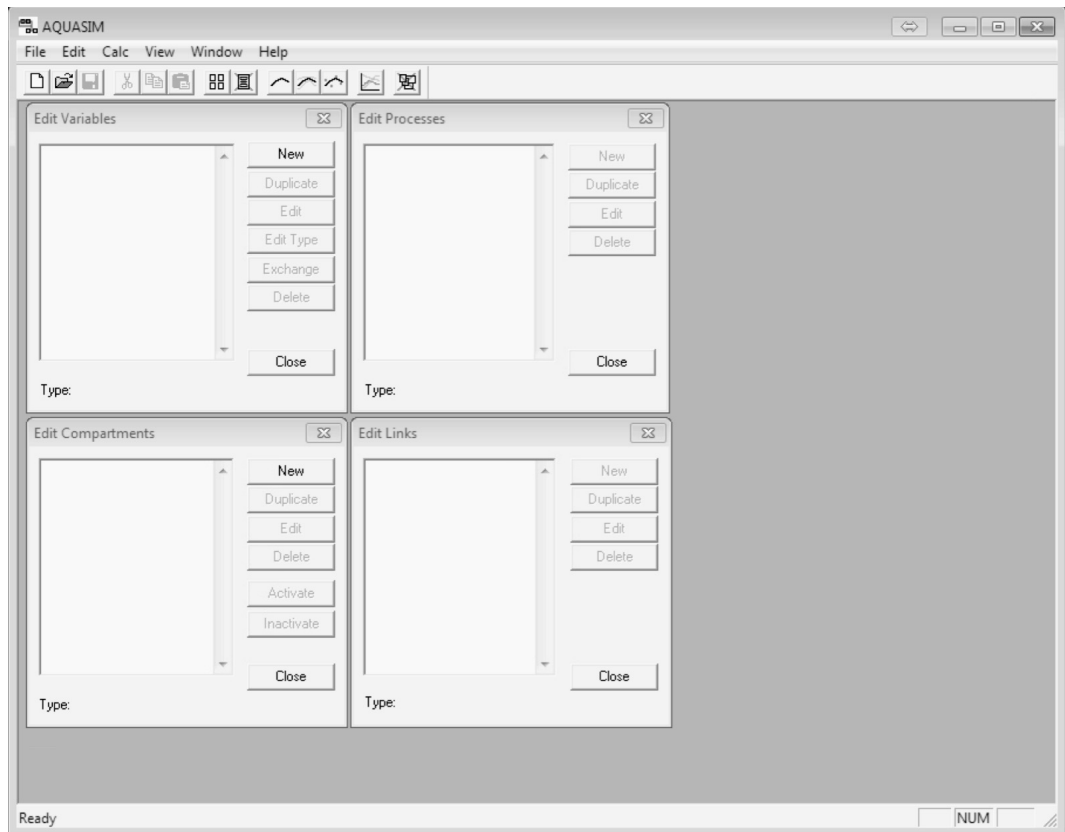 AQUASIM
File Edit Calc View Window Help
Edit Variables
New
Duplicate
Edit
Edit Type
Exchange
Delete
Close
Type:
Edit Processes
New
Duplicate
Edit
Delete
Close
Type:
Edit Compartments
New
Duplicate
Edit
Delete
Activate
Inactivate
Close
Type:
Edit Links
New
Duplicate
Edit
Delete
Close
Type:
Ready
NUM